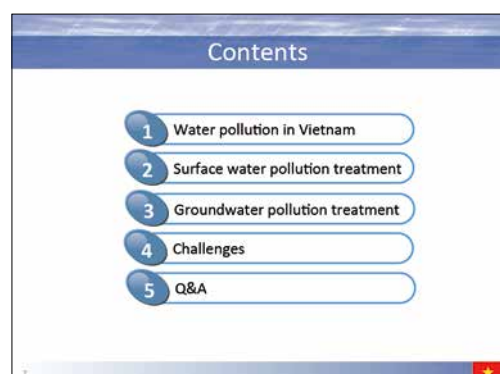 Contents
1 Water pollution in Vietnam
2 Surface water pollution treatment
3 Groundwater pollution treatment
4 Challenges
5 Q&A